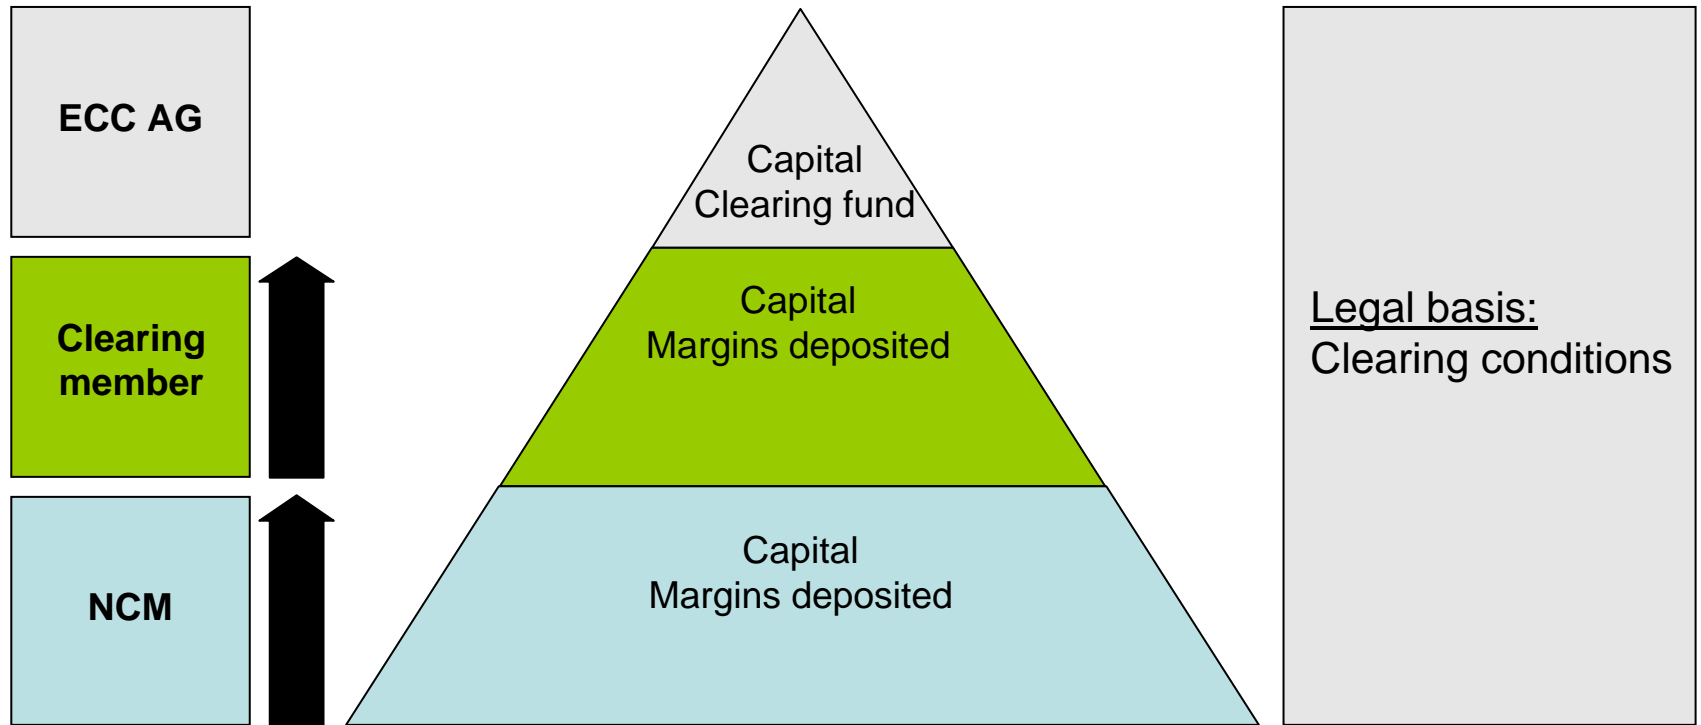 ECC AG
Capital
Clearing fund
Clearing
member
Capital
Margins deposited
NCM
Capital
Margins deposited
Legal basis:
Clearing conditions